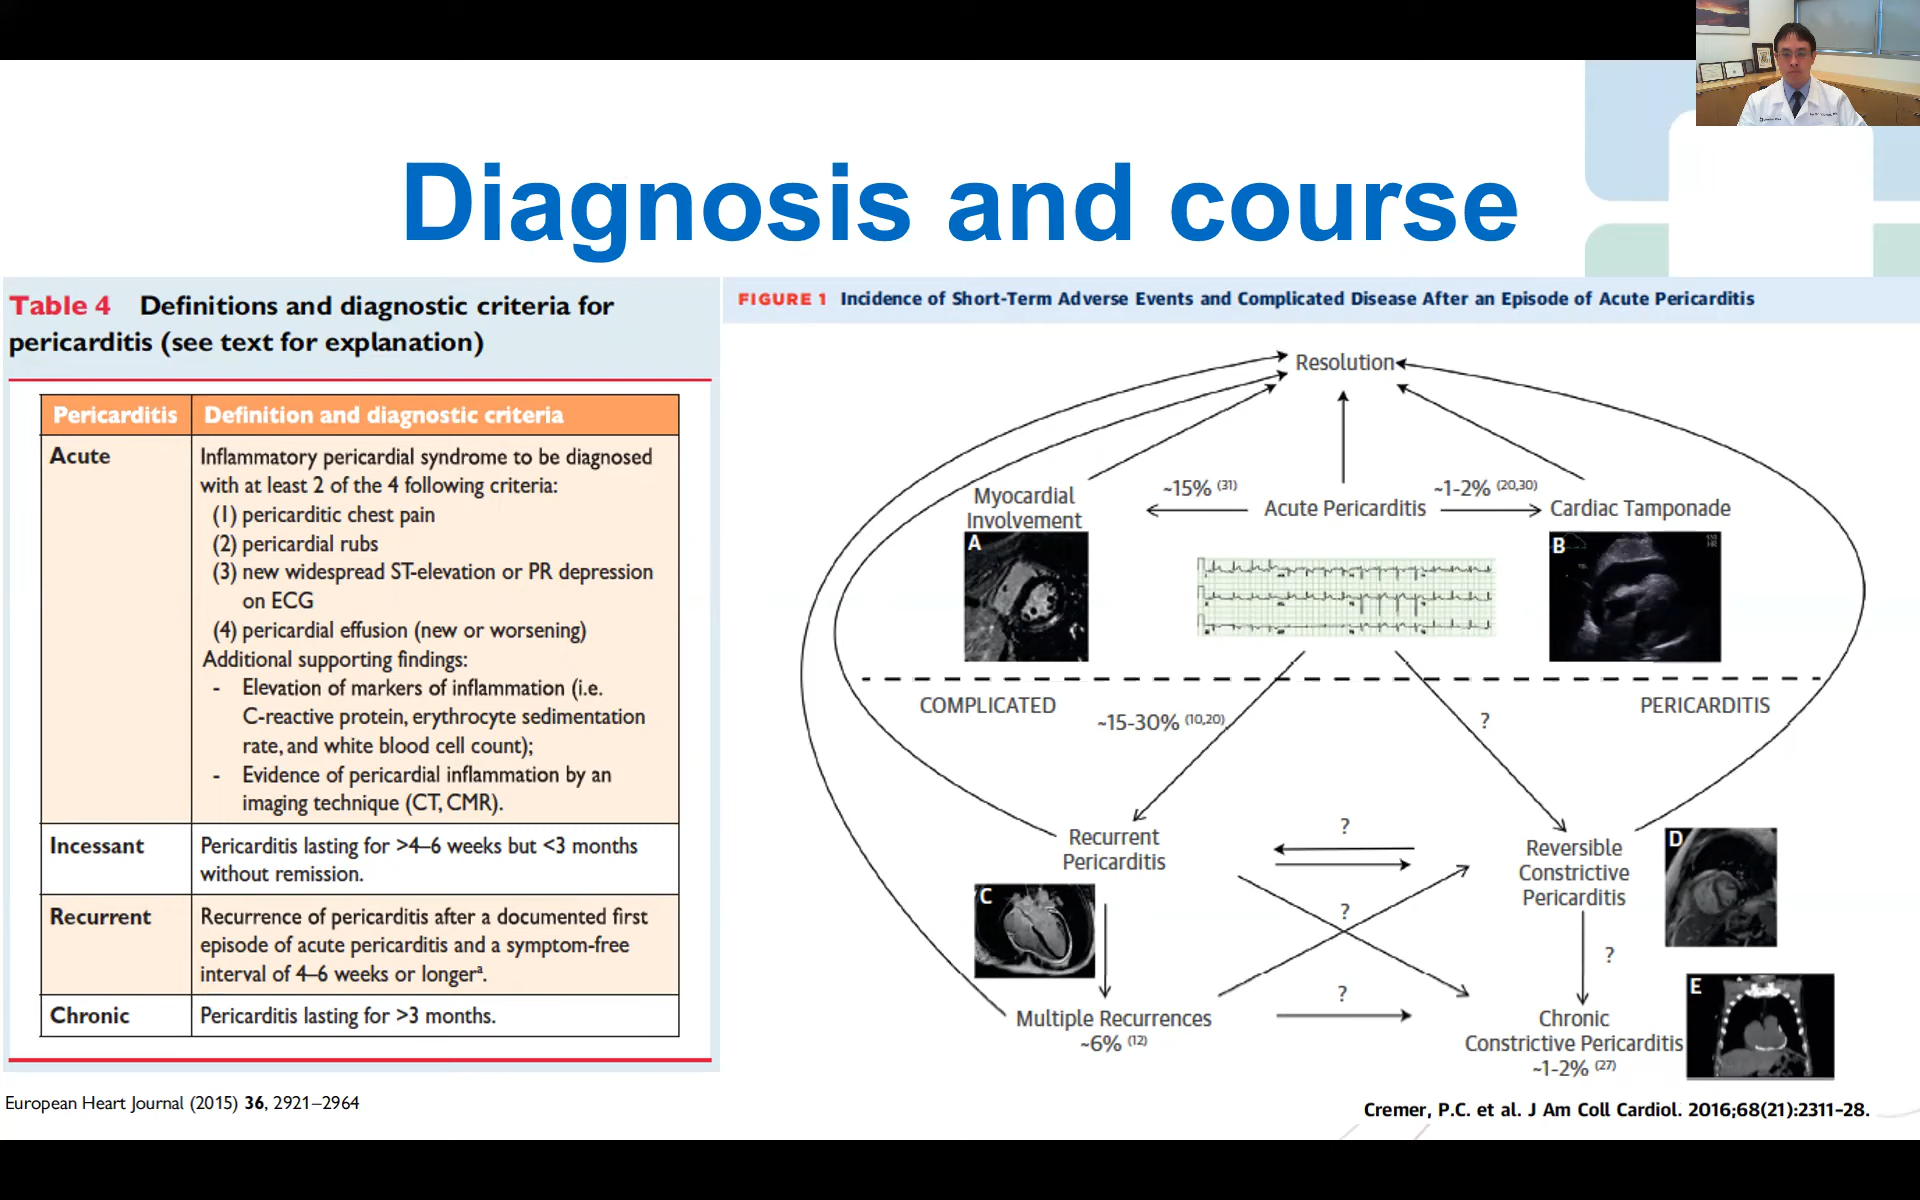 Diagnosis and course
Table 4 Definitions and diagnostic criteria for
pericarditis (see text for explanation)
Pericarditis Definition and diagnostic criteria
Acute
Inflammatory pericardial syndrome to be diagnosed
with at least 2 of the 4 following criteria:
(1) pericarditic chest pain
(2) pericardial rubs
(3) new widespread ST-elevation or PR depression
on ECG
(4) pericardial effusion (new or worsening)
Additional supporting findings:
- Elevation of markers of inflammation (i.e.
C-reactive protein, erythrocyte sedimentation
rate, and white blood cell count);
- Evidence of pericardial inflammation by an
imaging technique (CT, CMR).
Incessant
Pericarditis lasting for >4–6 weeks but <3 months
without remission.
Recurrent
Recurrence of pericarditis after a documented first
episode of acute pericarditis and a symptom-free
interval of 4–6 weeks or longerª.
Chronic
Pericarditis lasting for >3 months.
European Heart Journal (2015) 36, 2921–2964
FIGURE 1 Incidence of Short-Term Adverse Events and Complicated Disease After an Episode of Acute Pericarditis
Resolution
Myocardial
Involvement
~15% (31)
Acute Pericarditis
~1-2% (20,30)
Cardiac Tamponade
A
B
COMPLICATED
PERICARDITIS
~15-30% (10,20)
?
Recurrent
Pericarditis
?
Reversible
Constrictive
Pericarditis
D
C
?
?
E
Multiple Recurrences
~6% (12)
?
Chronic
Constrictive Pericarditis
~1-2% (27)
Cremer, P.C. et al. J Am Coll Cardiol. 2016;68(21):2311-28.